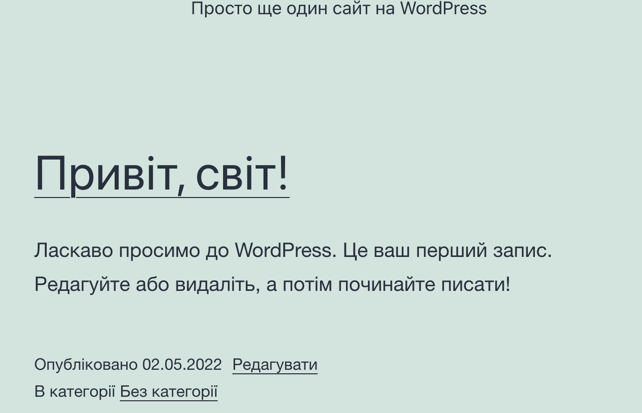 Просто ще один сайт на WordPress
Привіт, світ!
Ласкаво просимо до WordPress. Це ваш перший запис.
Редагуйте або видаліть, а потім починайте писати!
Опубліковано 02.05.2022 Редагувати
В категорії Без категорії